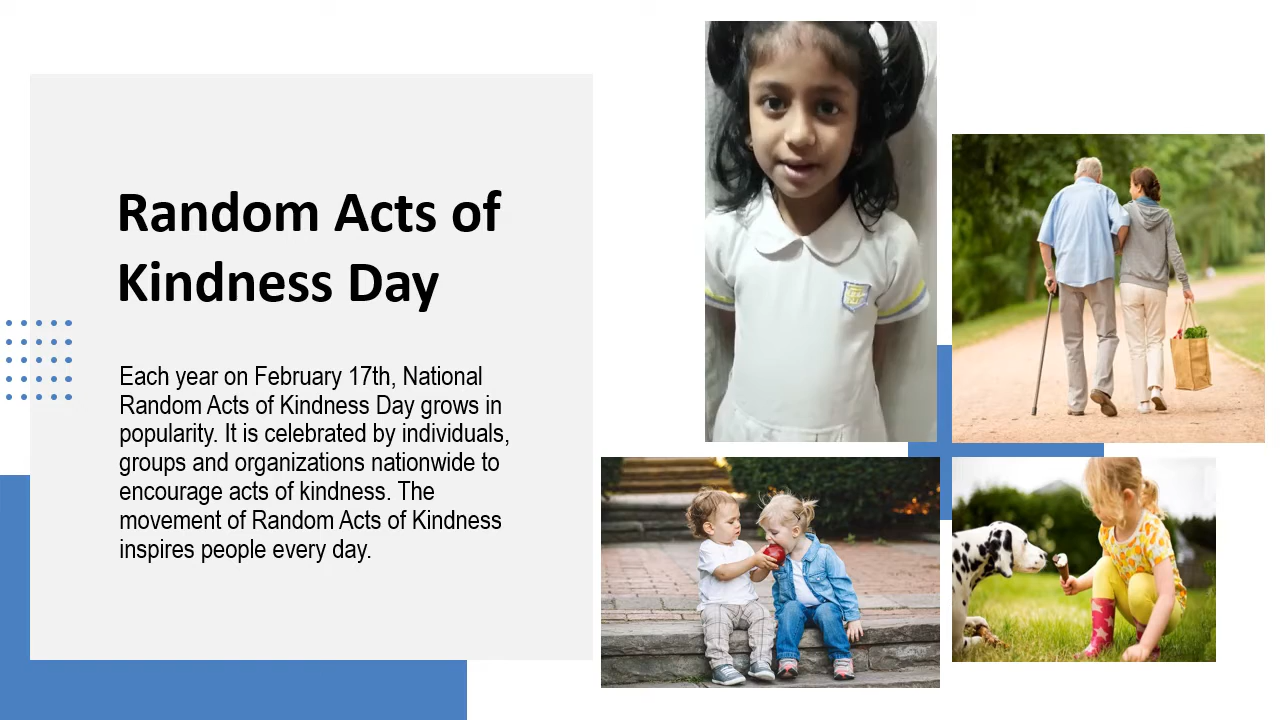 Random Acts of
Kindness Day
Each year on February 17th, National
Random Acts of Kindness Day grows in
popularity. It is celebrated by individuals,
groups and organizations nationwide to
encourage acts of kindness. The
movement of Random Acts of Kindness
inspires people every day.